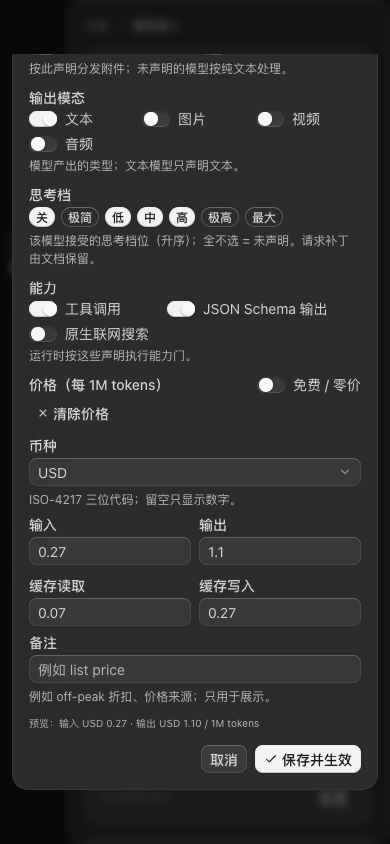 按此声明分发附件；未声明的模型按纯文本处理。
输出模态
文本 图片 视频
音频
模型产出的类型；文本模型只声明文本。
思考档
关 极简 低 中 高 极高 最大
该模型接受的思考档位（升序）；全不选 = 未声明。请求补丁
由文档保留。
能力
工具调用 JSON Schema 输出
原生联网搜索
运行时按这些声明执行能力门。
价格（每 1M tokens） 免费 / 零价
× 清除价格
币种
USD
ISO-4217 三位代码；留空只显示数字。
输入 输出
0.27 1.1
缓存读取 缓存写入
0.07 0.27
备注
例如 list price
例如 off-peak 折扣、价格来源；只用于展示。
预览：输入 USD 0.27 · 输出 USD 1.10 / 1M tokens
取消 保存并生效